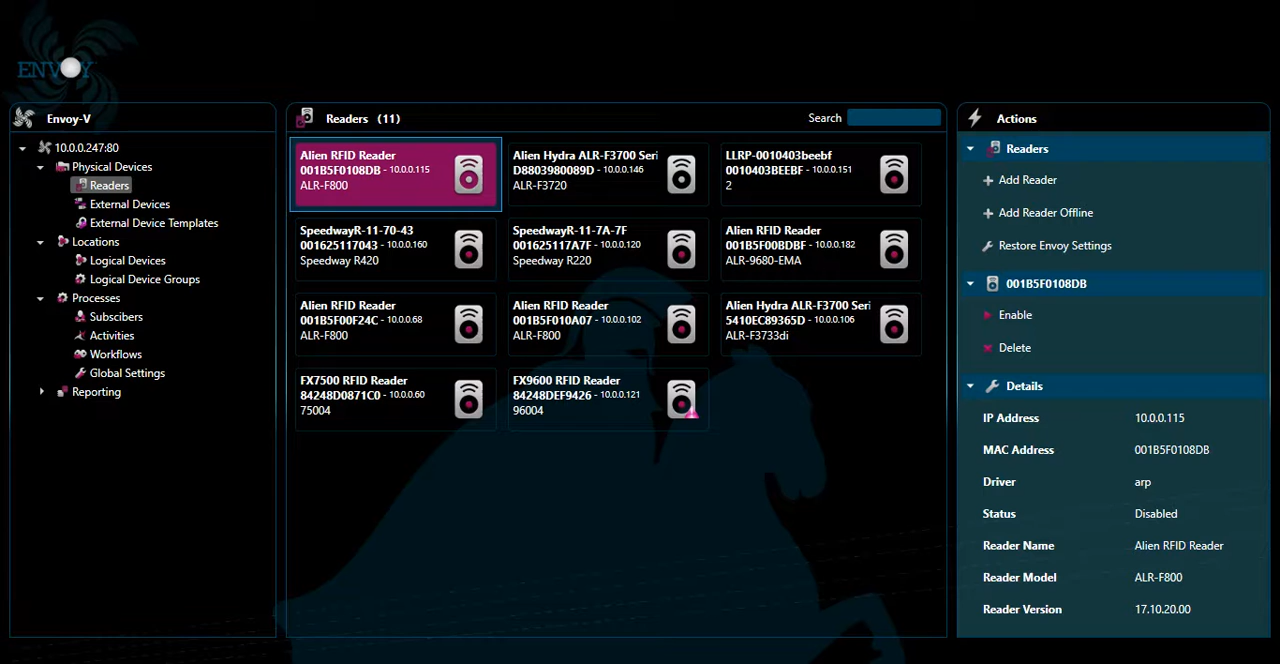 ENVOY
Envoy-V
10.0.0.247:80
Physical Devices
Readers
External Devices
External Device Templates
Locations
Logical Devices
Logical Device Groups
Processes
Subscibers
Activities
Workflows
Global Settings
Reporting
Readers (11)
Search
Alien RFID Reader
001B5F0108DB - 10.0.0.115
ALR-F800
Alien Hydra ALR-F3700 Seri
D8803980089D - 10.0.0.146
ALR-F3720
LLRP-0010403beebf
0010403BEEBF - 10.0.0.151
2
SpeedwayR-11-70-43
001625117043 - 10.0.0.160
Speedway R420
SpeedwayR-11-7A-7F
001625117A7F - 10.0.0.120
Speedway R220
Alien RFID Reader
001B5F00BDBF - 10.0.0.182
ALR-9680-EMA
Alien RFID Reader
001B5F00F24C - 10.0.0.68
ALR-F800
Alien RFID Reader
001B5F010A07 - 10.0.0.102
ALR-F800
Alien Hydra ALR-F3700 Seri
5410EC89365D - 10.0.0.106
ALR-F3733di
FX7500 RFID Reader
84248D0871C0 - 10.0.0.60
75004
FX9600 RFID Reader
84248DEF9426 - 10.0.0.121
96004
Actions
Readers
Add Reader
Add Reader Offline
Restore Envoy Settings
001B5F0108DB
Enable
Delete
Details
IP Address 10.0.0.115
MAC Address 001B5F0108DB
Driver arp
Status Disabled
Reader Name Alien RFID Reader
Reader Model ALR-F800
Reader Version 17.10.20.00